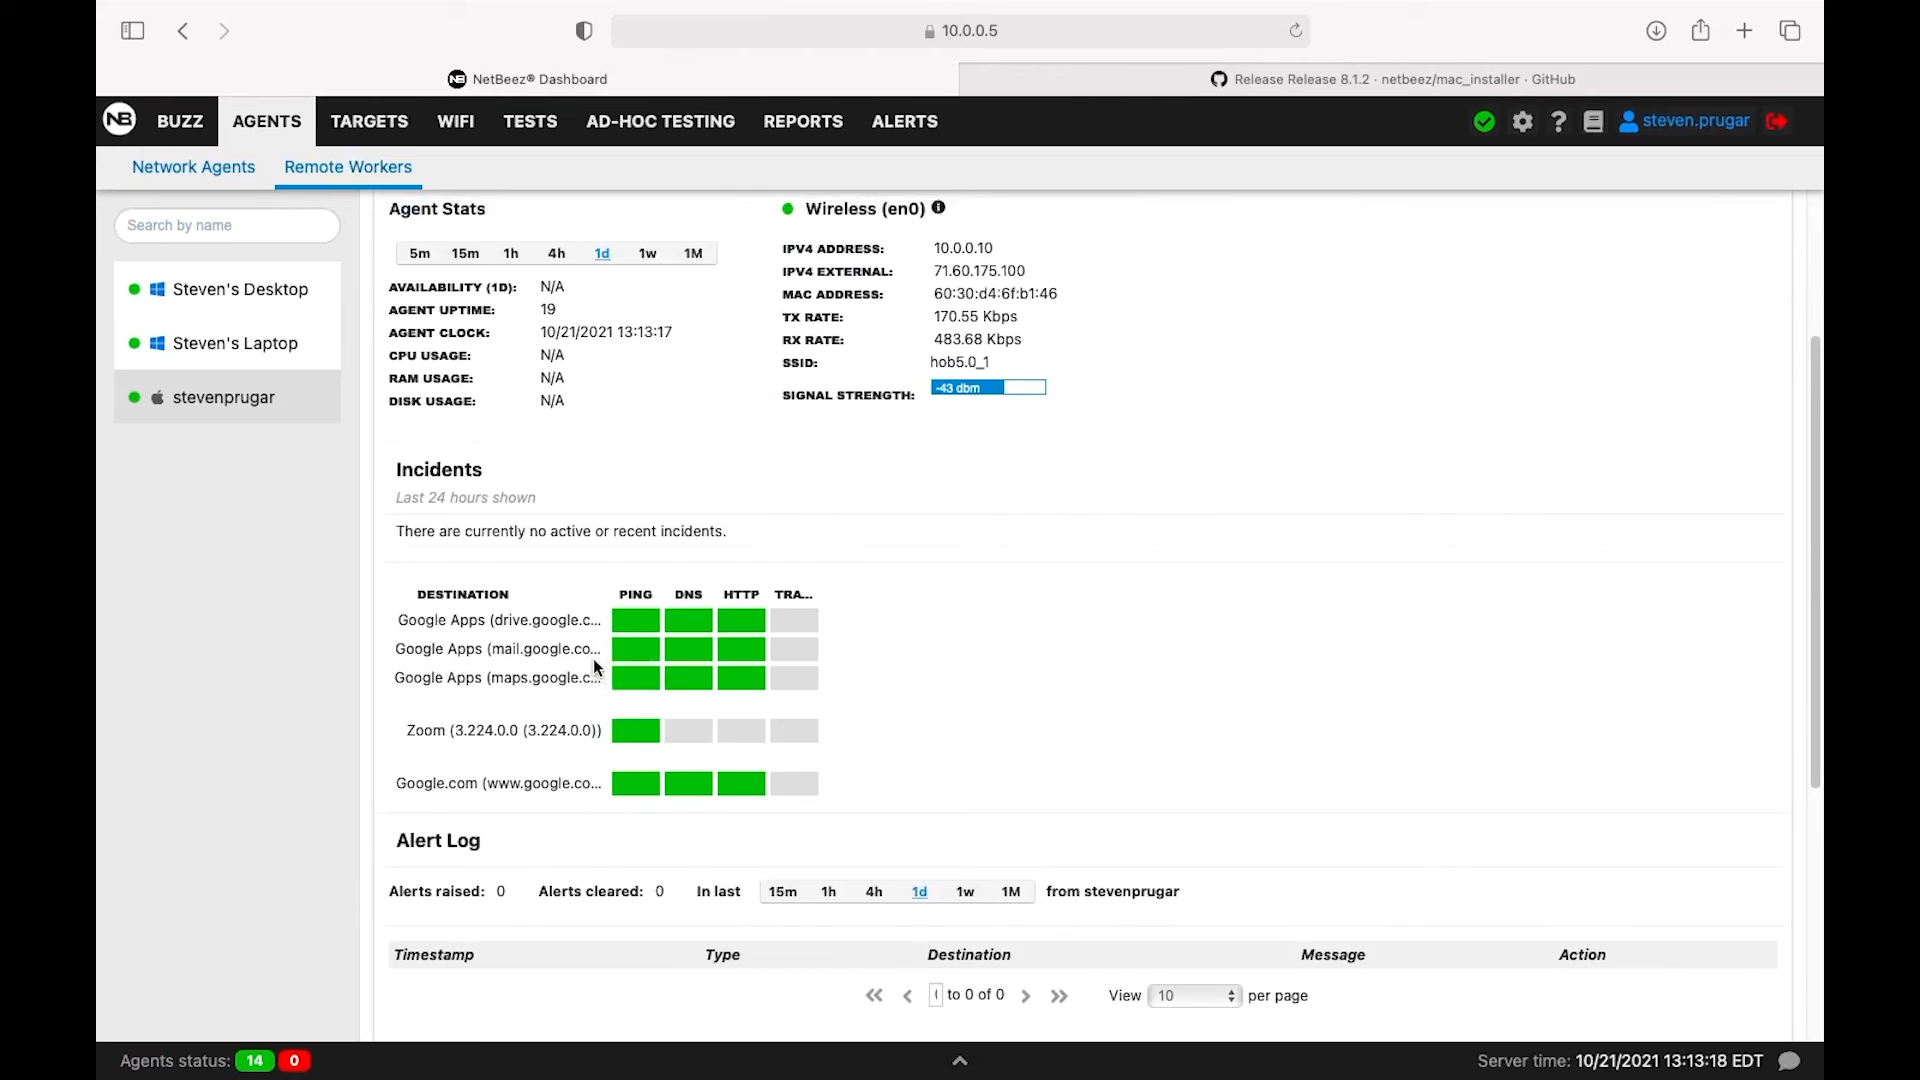 10.0.0.5
NetBeez® Dashboard
Release Release 8.1.2 · netbeez/mac_installer · GitHub
NB BUZZ AGENTS TARGETS WIFI TESTS AD-HOC TESTING REPORTS ALERTS ? steven.prugar
Network Agents Remote Workers
Search by name
Steven's Desktop
Steven's Laptop
stevenprugar
Agent Stats
5m 15m 1h 4h 1d 1w 1M
AVAILABILITY (1D): N/A
AGENT UPTIME: 19
AGENT CLOCK: 10/21/2021 13:13:17
CPU USAGE: N/A
RAM USAGE: N/A
DISK USAGE: N/A
Wireless (en0)
IPV4 ADDRESS: 10.0.0.10
IPV4 EXTERNAL: 71.60.175.100
MAC ADDRESS: 60:30:d4:6f:b1:46
TX RATE: 170.55 Kbps
RX RATE: 483.68 Kbps
SSID: hob5.0_1
SIGNAL STRENGTH: -43 dbm
Incidents
Last 24 hours shown
There are currently no active or recent incidents.
DESTINATION PING DNS HTTP TRA...
Google Apps (drive.google.c...
Google Apps (mail.google.co...
Google Apps (maps.google.c...
Zoom (3.224.0.0 (3.224.0.0))
Google.com (www.google.co...
Alert Log
Alerts raised: 0 Alerts cleared: 0 In last 15m 1h 4h 1d 1w 1M from stevenprugar
Timestamp Type Destination Message Action
to 0 of 0 View 10 per page
Agents status: 14 0
Server time: 10/21/2021 13:13:18 EDT